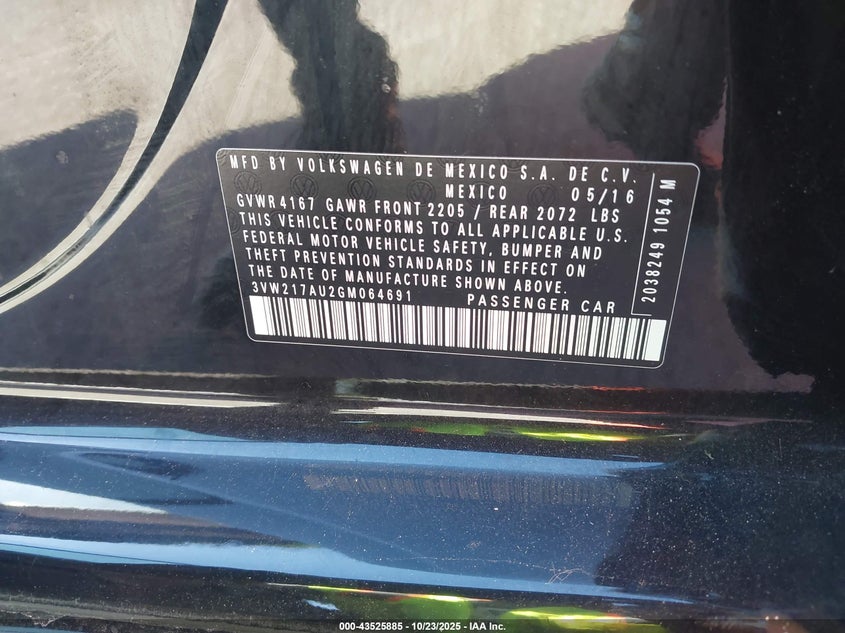 MFD BY VOLKSWAGEN DE MEXICO S.A. DE C.V.
MEXICO 05/16
GVWR 4167 GAWR FRONT 2205 / REAR 2072 LBS
THIS VEHICLE CONFORMS TO ALL APPLICABLE U.S.
FEDERAL MOTOR VEHICLE SAFETY, BUMPER AND
THEFT PREVENTION STANDARDS IN EFFECT ON
THE DATE OF MANUFACTURE SHOWN ABOVE.
3VW217AU2GM064691 PASSENGER CAR
2038249 1054 M
000-43525885 - 10/23/2025 - IAA Inc.